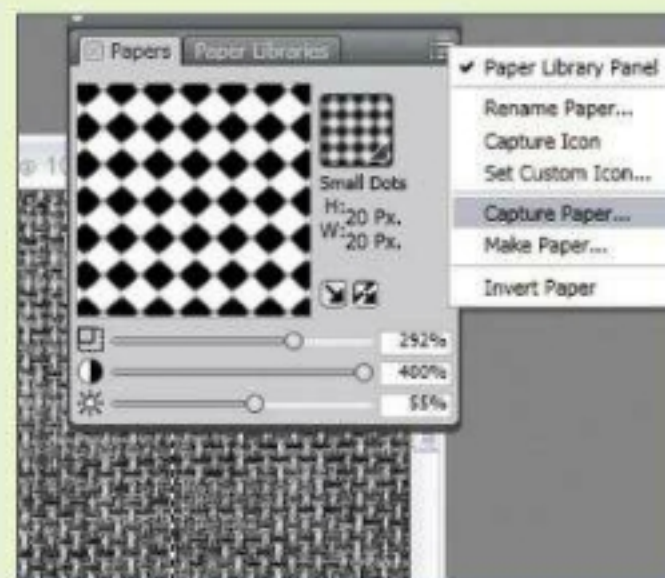 Papers
Paper Libraries
Small Dots
H: 20 Px.
W: 20 Px.
292%
400%
55%
✔ Paper Library Panel
Rename Paper...
Capture Icon
Set Custom Icon...
Capture Paper...
Make Paper...
Invert Paper